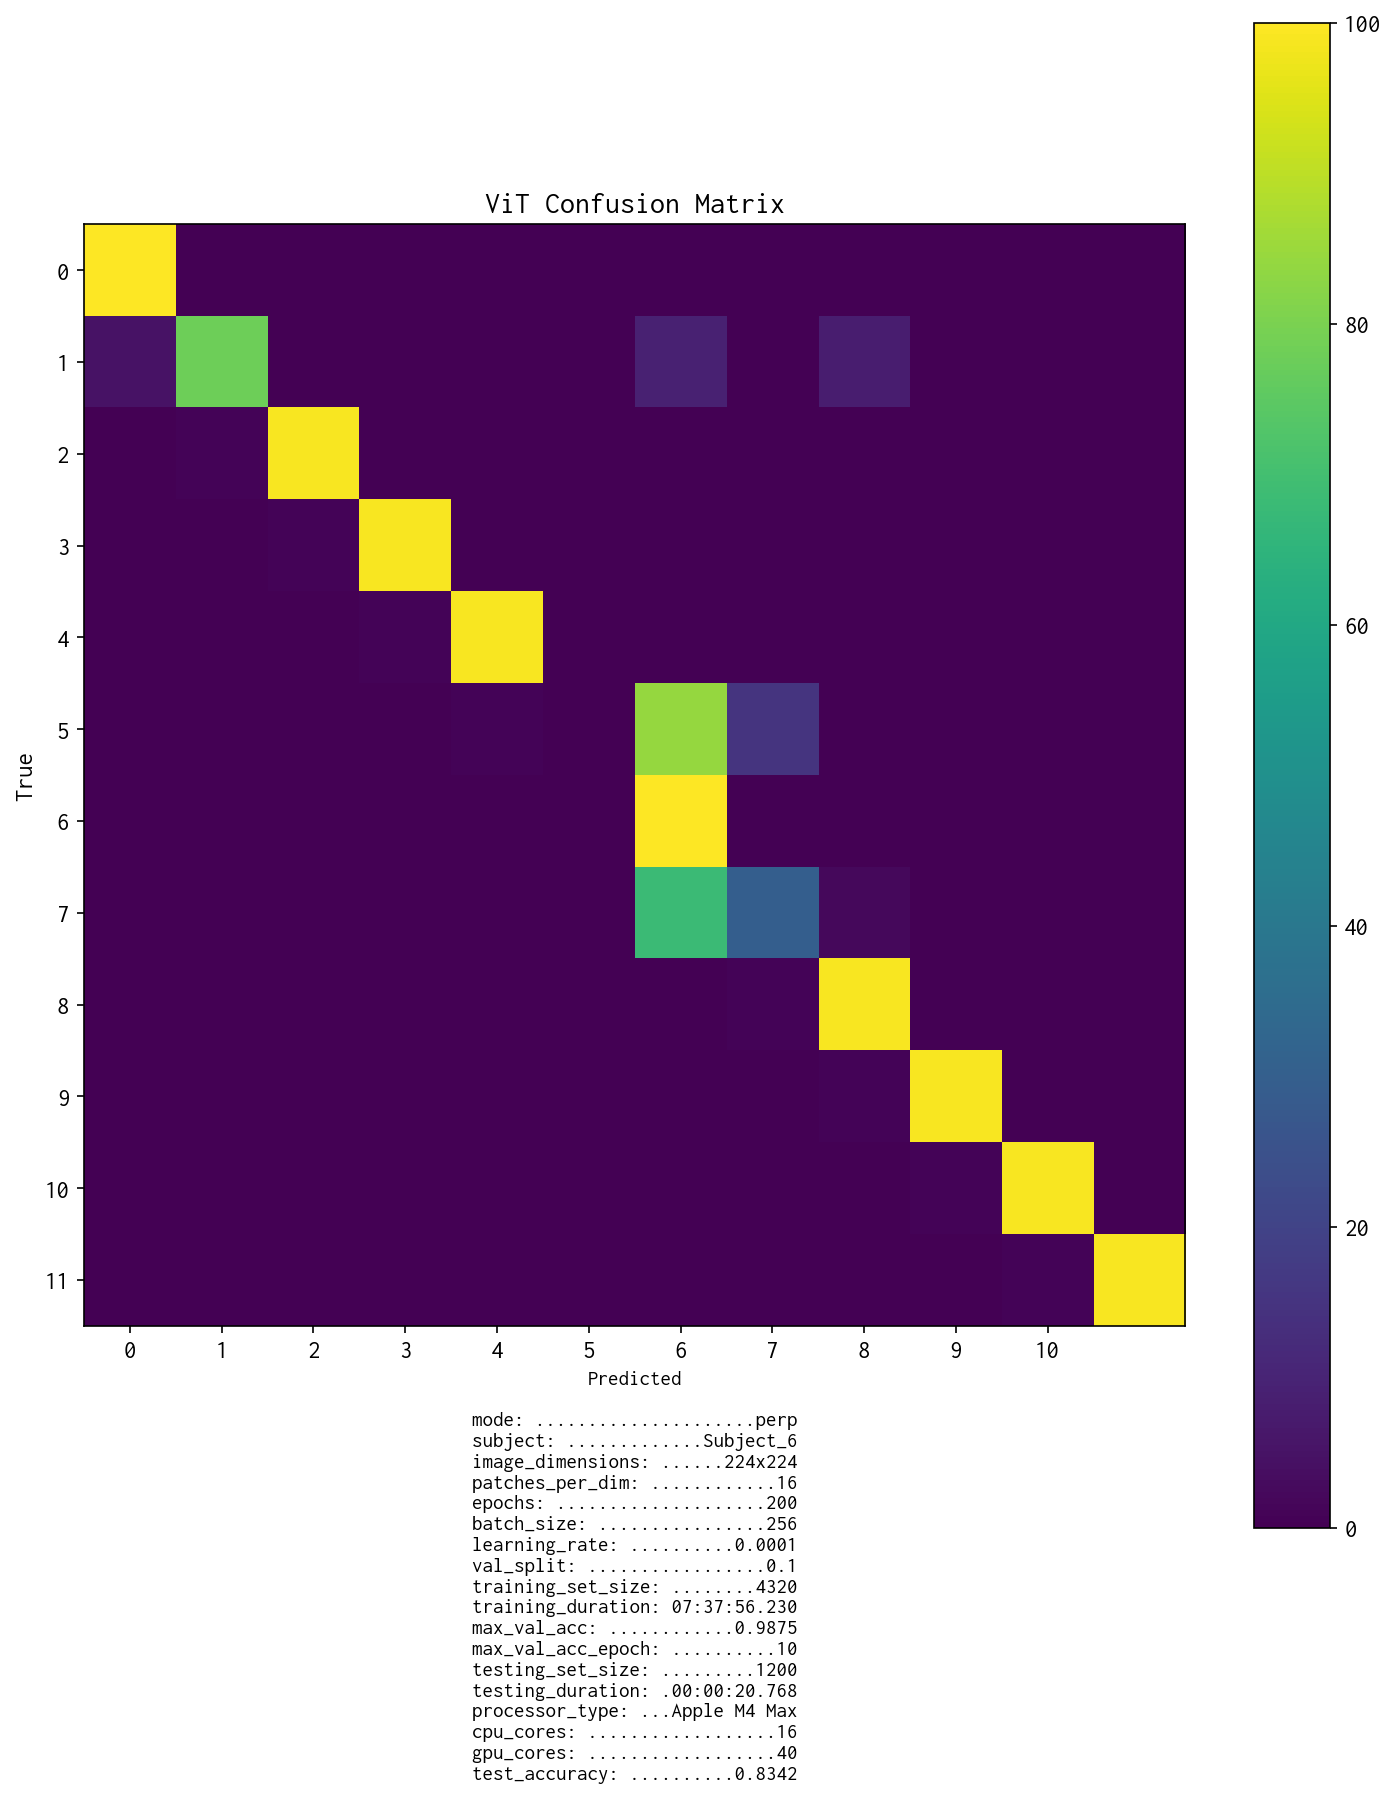 ViT Confusion Matrix
100
80
60
40
20
0
True
0
1
2
3
4
5
6
7
8
9
10
11
0 1 2 3 4 5 6 7 8 9 10
Predicted
mode: .....................perp
subject: .............Subject_6
image_dimensions: ......224x224
patches_per_dim: ............16
epochs: ....................200
batch_size: ................256
learning_rate: ..........0.0001
val_split: .................0.1
training_set_size: ........4320
training_duration: 07:37:56.230
max_val_acc: ............0.9875
max_val_acc_epoch: ..........10
testing_set_size: .........1200
testing_duration: .00:00:20.768
processor_type: ...Apple M4 Max
cpu_cores: ..................16
gpu_cores: ..................40
test_accuracy: ..........0.8342